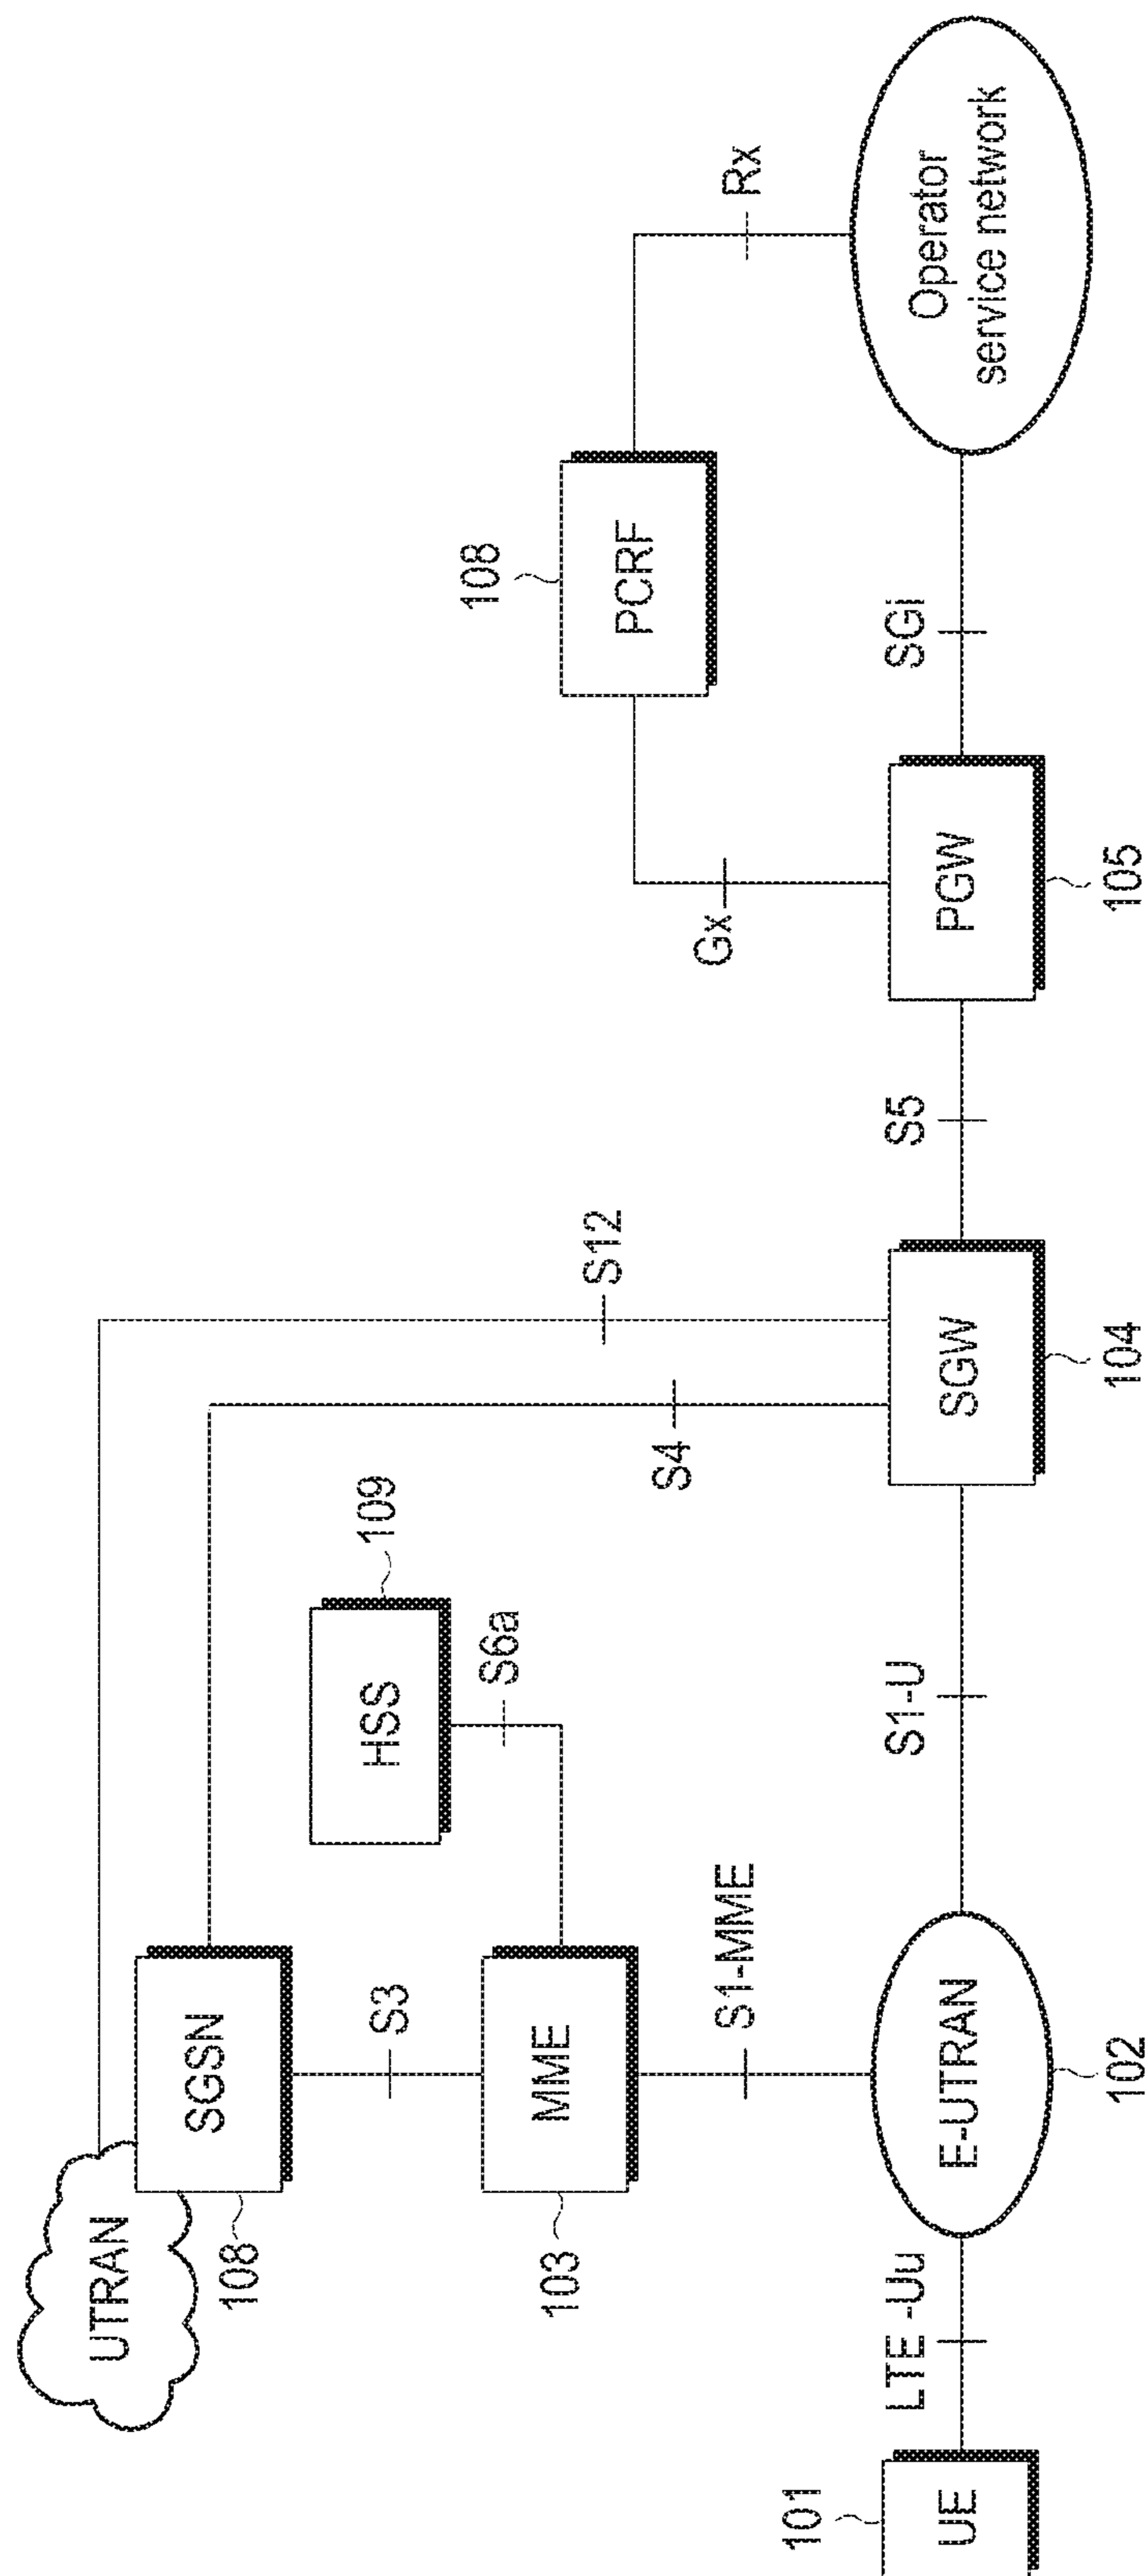 UTRAN
SGSN
108
S3
HSS
109
S6a
MME
103
S1-MME
S12
S4
108
PCRF
Rx
Gx
101
UE
LTE -Uu
E-UTRAN
102
S1-U
SGW
104
S5
PGW
105
SGi
Operator
service network